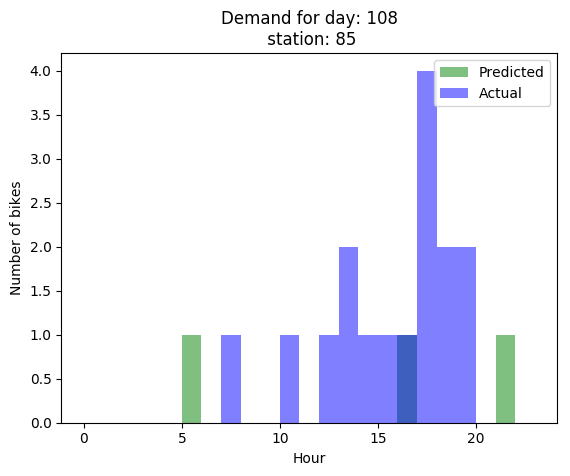 Demand for day: 108
station: 85
Predicted
Actual
4.0
3.5
3.0
2.5
2.0
1.5
1.0
0.5
0.0
Number of bikes
0 5 10 15 20
Hour